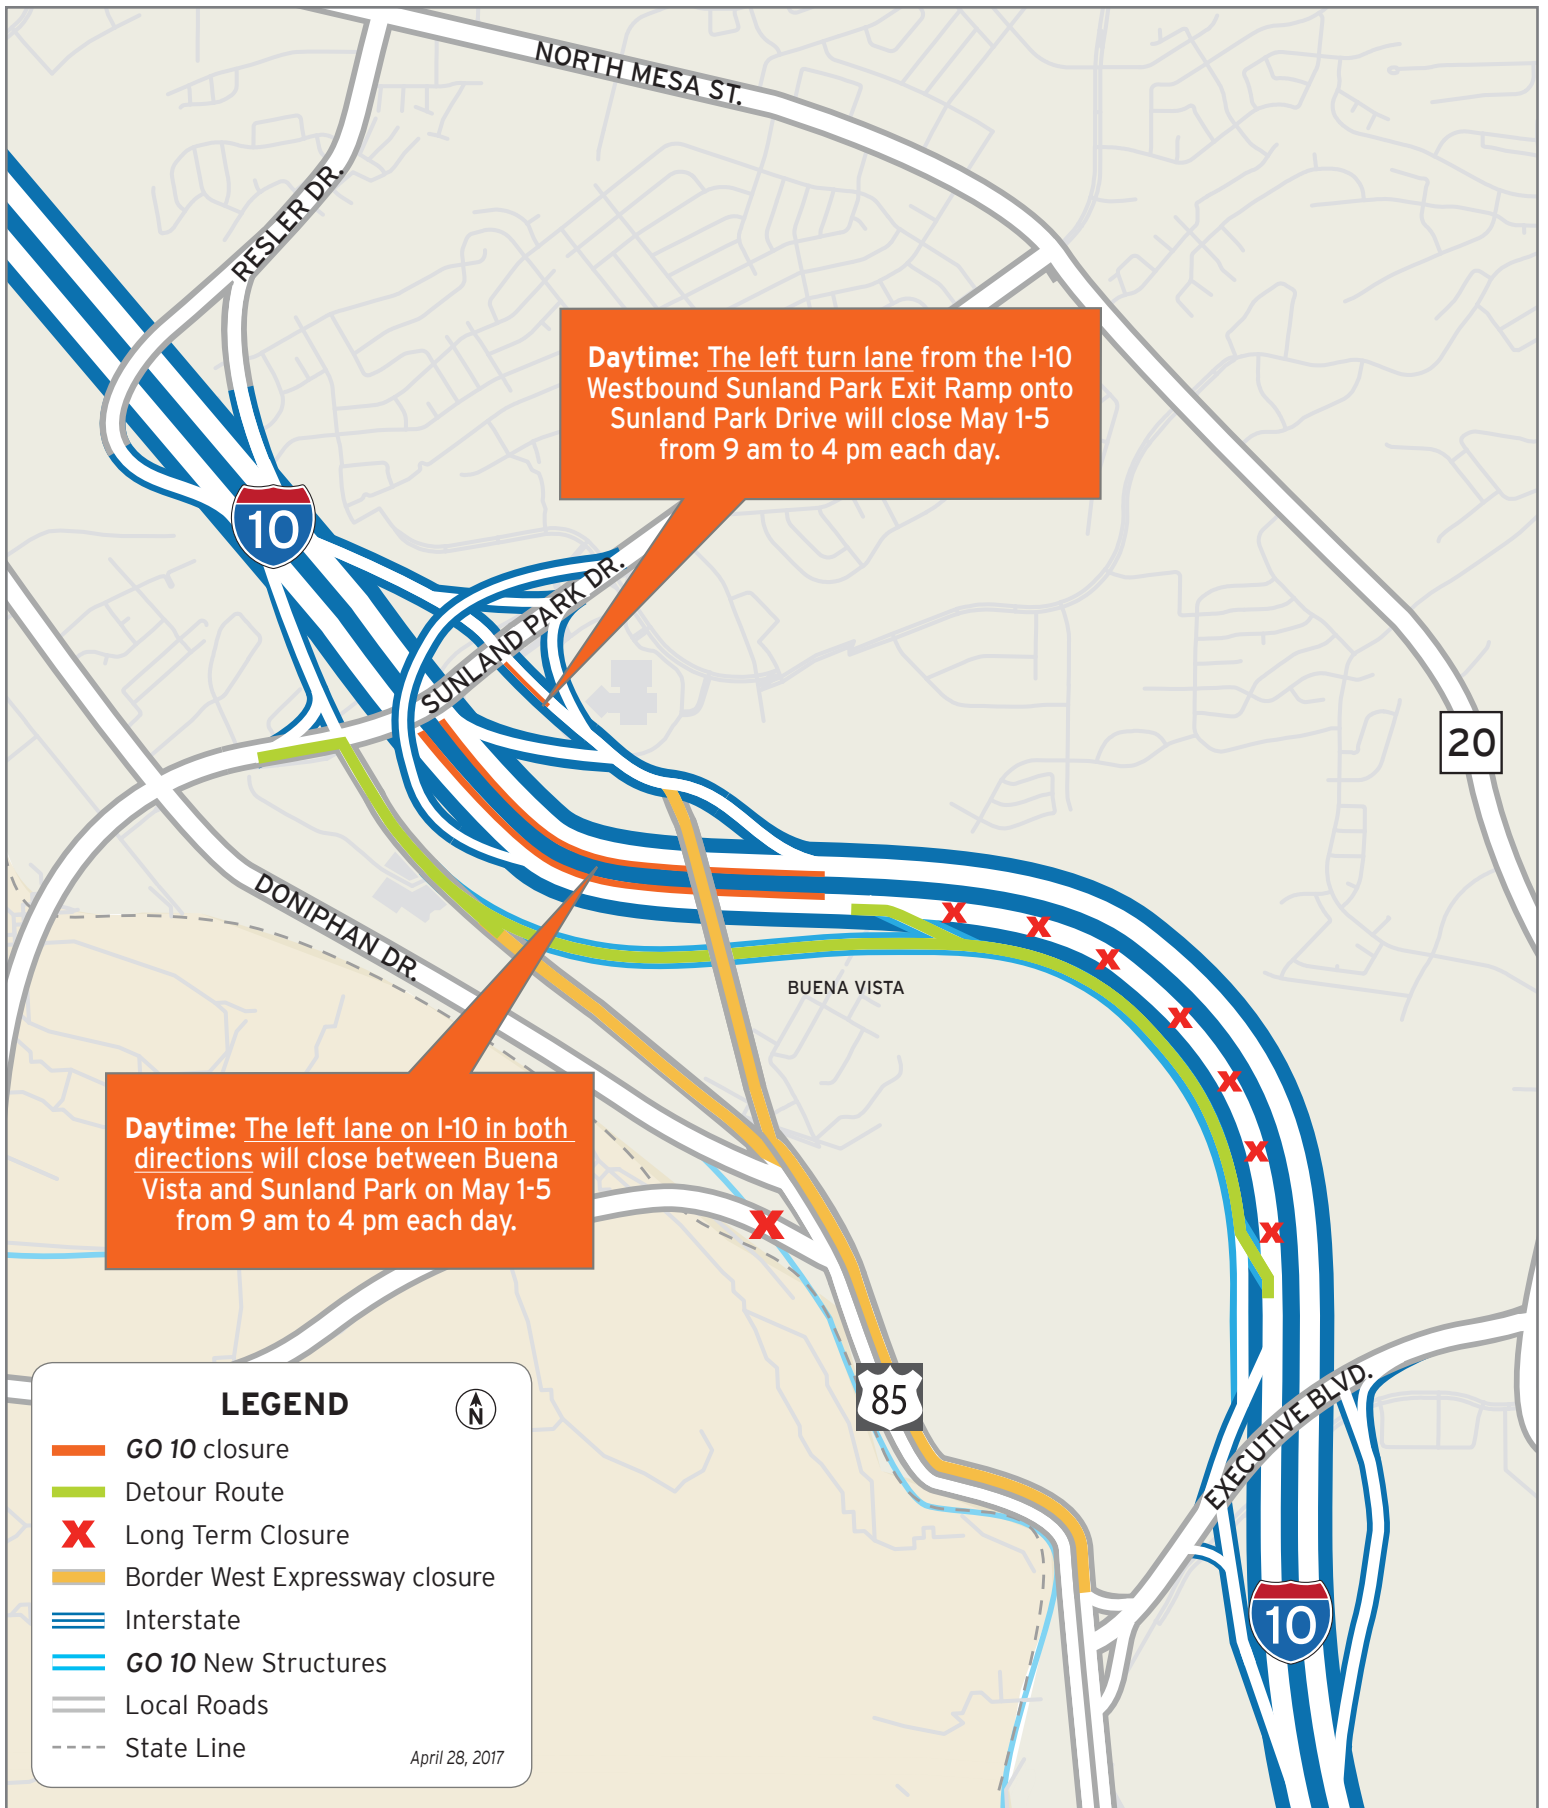 NORTH MESA ST.
RESLER DR.
Daytime: The left turn lane from the I-10
Westbound Sunland Park Exit Ramp onto
Sunland Park Drive will close May 1-5
from 9 am to 4 pm each day.
10
SUNLAND PARK DR.
20
DONIPHAN DR.
BUENA VISTA
Daytime: The left lane on I-10 in both
directions will close between Buena
Vista and Sunland Park on May 1-5
from 9 am to 4 pm each day.
85
EXECUTIVE BLVD.
10
LEGEND
N
GO 10 closure
Detour Route
X Long Term Closure
Border West Expressway closure
Interstate
GO 10 New Structures
Local Roads
State Line
April 28, 2017